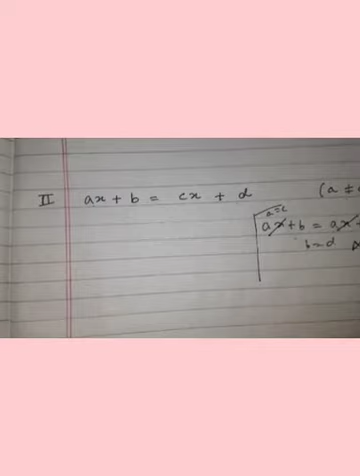 II ax + b = cx + d (a ≠
a = c
ax + b = ax
b = d